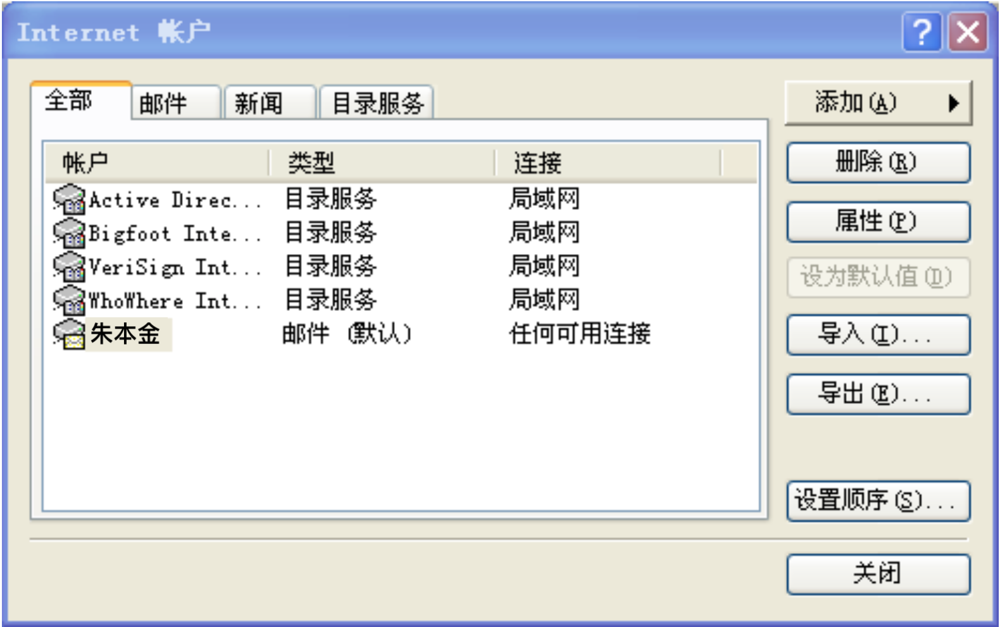 Internet 帐户
全部 邮件 新闻 目录服务
添加(A)
删除(R)
属性(P)
设为默认值(D)
导入(I)...
导出(E)...
设置顺序(S)...
关闭
帐户 类型 连接
Active Direc... 目录服务 局域网
Bigfoot Inte... 目录服务 局域网
VeriSign Int... 目录服务 局域网
WhoWhere Int... 目录服务 局域网
朱本金 邮件 (默认) 任何可用连接